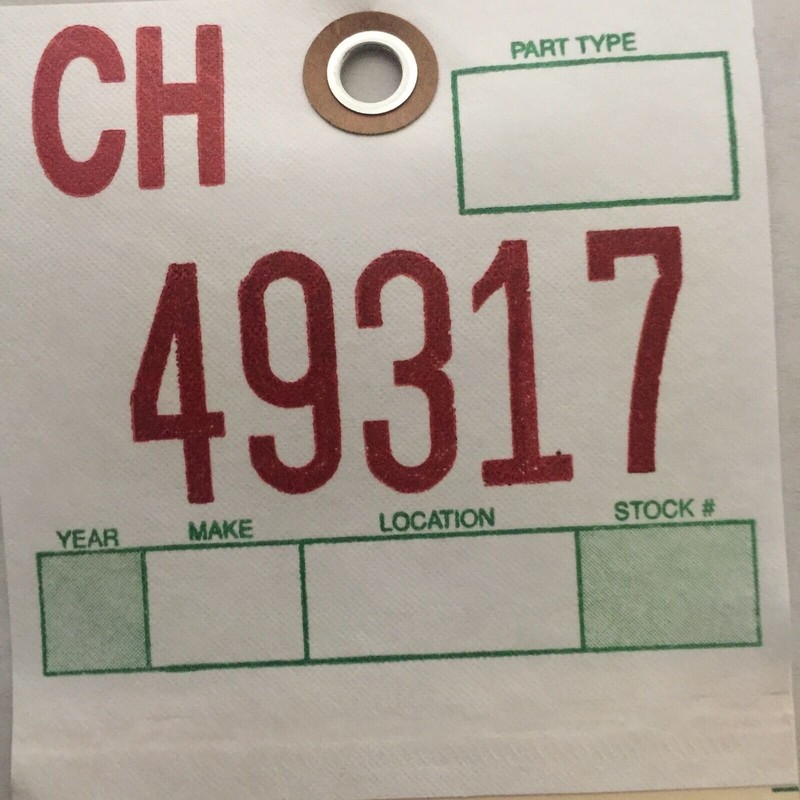 CH
PART TYPE
49317
YEAR MAKE LOCATION STOCK #